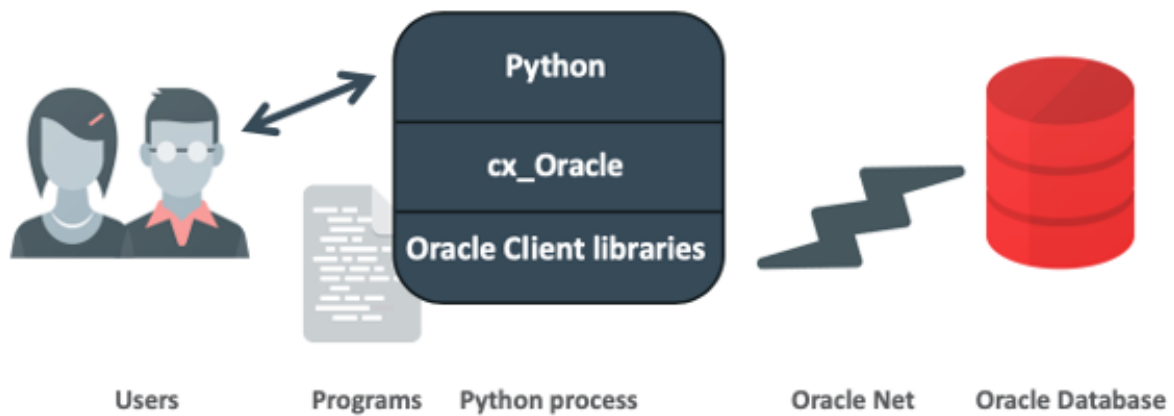 Python
cx_Oracle
Oracle Client libraries
Users
Programs
Python process
Oracle Net
Oracle Database